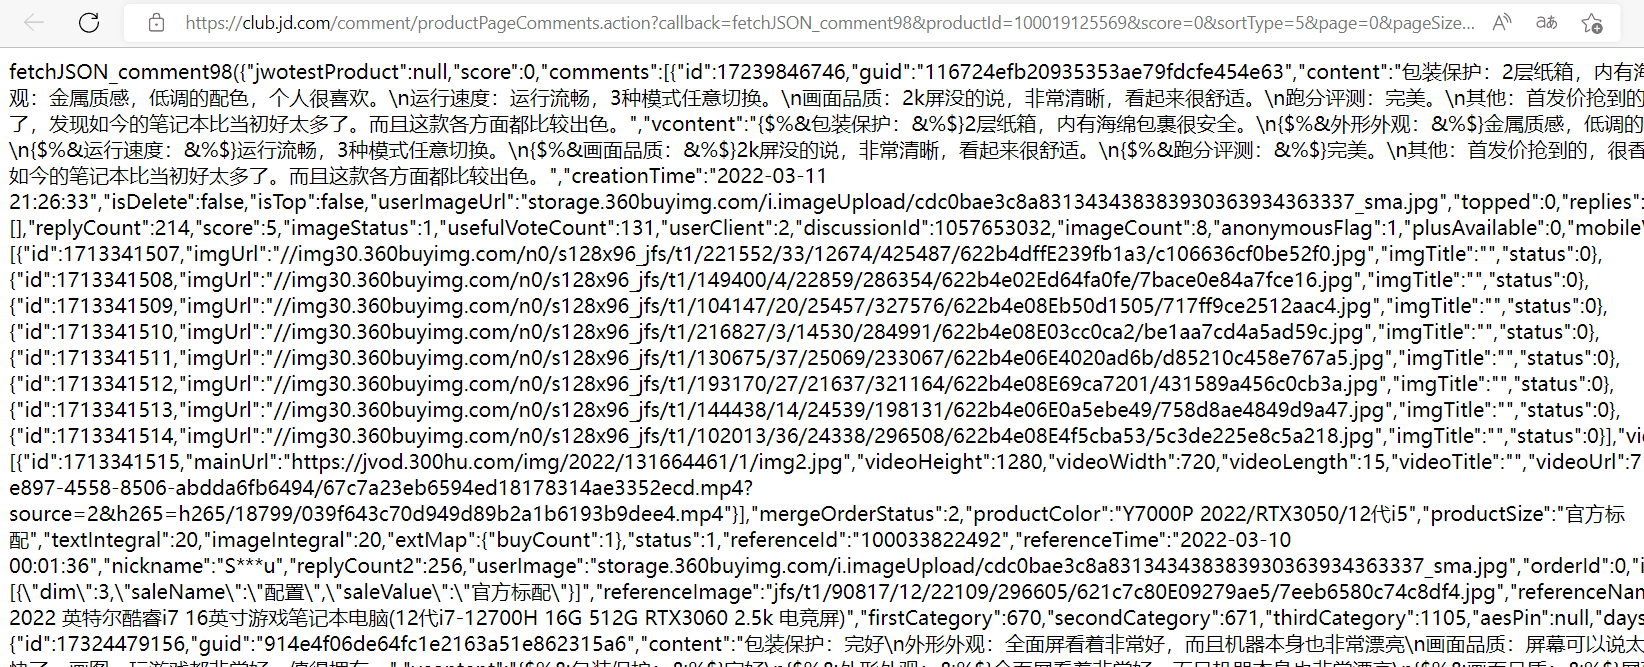 https://club.jd.com/comment/productPageComments.action?callback=fetchJSON_comment98&productId=100019125569&score=0&sortType=5&page=0&pageSize...
fetchJSON_comment98({"jwotestProduct":null,"score":0,"comments":[{"id":17239846746,"guid":"116724efb20935353ae79fdcfe454e63","content":"包装保护：2层纸箱，内有海
观：金属质感，低调的配色，个人很喜欢。\n运行速度：运行流畅，3种模式任意切换。\n画面品质：2k屏没的说，非常清晰，看起来很舒适。\n跑分评测：完美。\n其他：首发价抢到的
了，发现如今的笔记本比当初好太多了。而且这款各方面都比较出色。","vcontent":"{$%&包装保护：&%$}2层纸箱，内有海绵包裹很安全。\n{$%&外形外观：&%$}金属质感，低调的
\n{$%&运行速度：&%$}运行流畅，3种模式任意切换。\n{$%&画面品质：&%$}2k屏没的说，非常清晰，看起来很舒适。\n{$%&跑分评测：&%$}完美。\n其他：首发价抢到的，很香
如今的笔记本比当初好太多了。而且这款各方面都比较出色。","creationTime":"2022-03-11
21:26:33","isDelete":false,"isTop":false,"userImageUrl":"storage.360buyimg.com/i.imageUpload/cdc0bae3c8a83134343838393036393436​3337_sma.jpg","topped":0,"replies":
[],"replyCount":214,"score":5,"imageStatus":1,"usefulVoteCount":131,"userClient":2,"discussionId":1057653032,"imageCount":8,"anonymousFlag":1,"plusAvailable":0,"mobile
[{"id":1713341507,"imgUrl":"//img30.360buyimg.com/n0/s128x96_jfs/t1/221552/33/12674/425487/622b4dffE239fb1a3/c106636cf0be52f0.jpg","imgTitle":"","status":0},
{"id":1713341508,"imgUrl":"//img30.360buyimg.com/n0/s128x96_jfs/t1/149400/4/22859/286354/622b4e02Ed64fa0fe/7bace0e84a7fce16.jpg","imgTitle":"","status":0},
{"id":1713341509,"imgUrl":"//img30.360buyimg.com/n0/s128x96_jfs/t1/104147/20/25457/327576/622b4e08Eb50d1505/717ff9ce2512aac4.jpg","imgTitle":"","status":0},
{"id":1713341510,"imgUrl":"//img30.360buyimg.com/n0/s128x96_jfs/t1/216827/3/14530/284991/622b4e08E03cc0ca2/be1aa7cd4a5ad59c.jpg","imgTitle":"","status":0},
{"id":1713341511,"imgUrl":"//img30.360buyimg.com/n0/s128x96_jfs/t1/130675/37/25069/233067/622b4e06E4020ad6b/d85210c458e767a5.jpg","imgTitle":"","status":0},
{"id":1713341512,"imgUrl":"//img30.360buyimg.com/n0/s128x96_jfs/t1/193170/27/21637/321164/622b4e08E69ca7201/431589a456c0cb3a.jpg","imgTitle":"","status":0},
{"id":1713341513,"imgUrl":"//img30.360buyimg.com/n0/s128x96_jfs/t1/144438/14/24539/198131/622b4e06E0a5ebe49/758d8ae4849d9a47.jpg","imgTitle":"","status":0},
{"id":1713341514,"imgUrl":"//img30.360buyimg.com/n0/s128x96_jfs/t1/102013/36/24338/296508/622b4e08E4f5cba53/5c3de225e8c5a218.jpg","imgTitle":"","status":0}],"vi
[{"id":1713341515,"mainUrl":"https://jvod.300hu.com/img/2022/131664461/1/img2.jpg","videoHeight":1280,"videoWidth":720,"videoLength":15,"videoTitle":"","videoUrl":"7
e897-4558-8506-abdda6fb6494/67c7a23eb6594ed18178314ae3352ecd.mp4?
source=2&h265=h265/18799/039f643c70d949d89b2a1b6193b9dee4.mp4"}],"mergeOrderStatus":2,"productColor":"Y7000P 2022/RTX3050/12代i5","productSize":"官方标
配","textIntegral":20,"imageIntegral":20,"extMap":{"buyCount":1},"status":1,"referenceId":"100033822492","referenceTime":"2022-03-10
00:01:36","nickname":"S***u","replyCount2":256,"userImage":"storage.360buyimg.com/i.imageUpload/cdc0bae3c8a831343438383930363934363337_sma.jpg","orderId":0,"i
[{\"dim\":3,\"saleName\":\"配置\",\"saleValue\":\"官方标配\"}]","referenceImage":"jfs/t1/90817/12/22109/296605/621c7c80E09279ae5/7eeb6580c74c8df4.jpg","referenceNam
2022 英特尔酷睿i7 16英寸游戏笔记本电脑(12代i7-12700H 16G 512G RTX3060 2.5k 电竞屏)","firstCategory":670,"secondCategory":671,"thirdCategory":1105,"aesPin":null,"days
{"id":17324479156,"guid":"914e4f06de64fc1e2163a51e862315a6","content":"包装保护：完好\n外形外观：全面屏看着非常好，而且机器本身也非常漂亮\n画面品质：屏幕可以说太